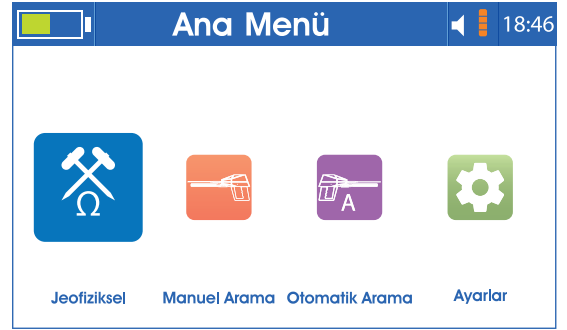 Ana Menü
18:46
Ω
A
Jeofiziksel
Manuel Arama
Otomatik Arama
Ayarlar